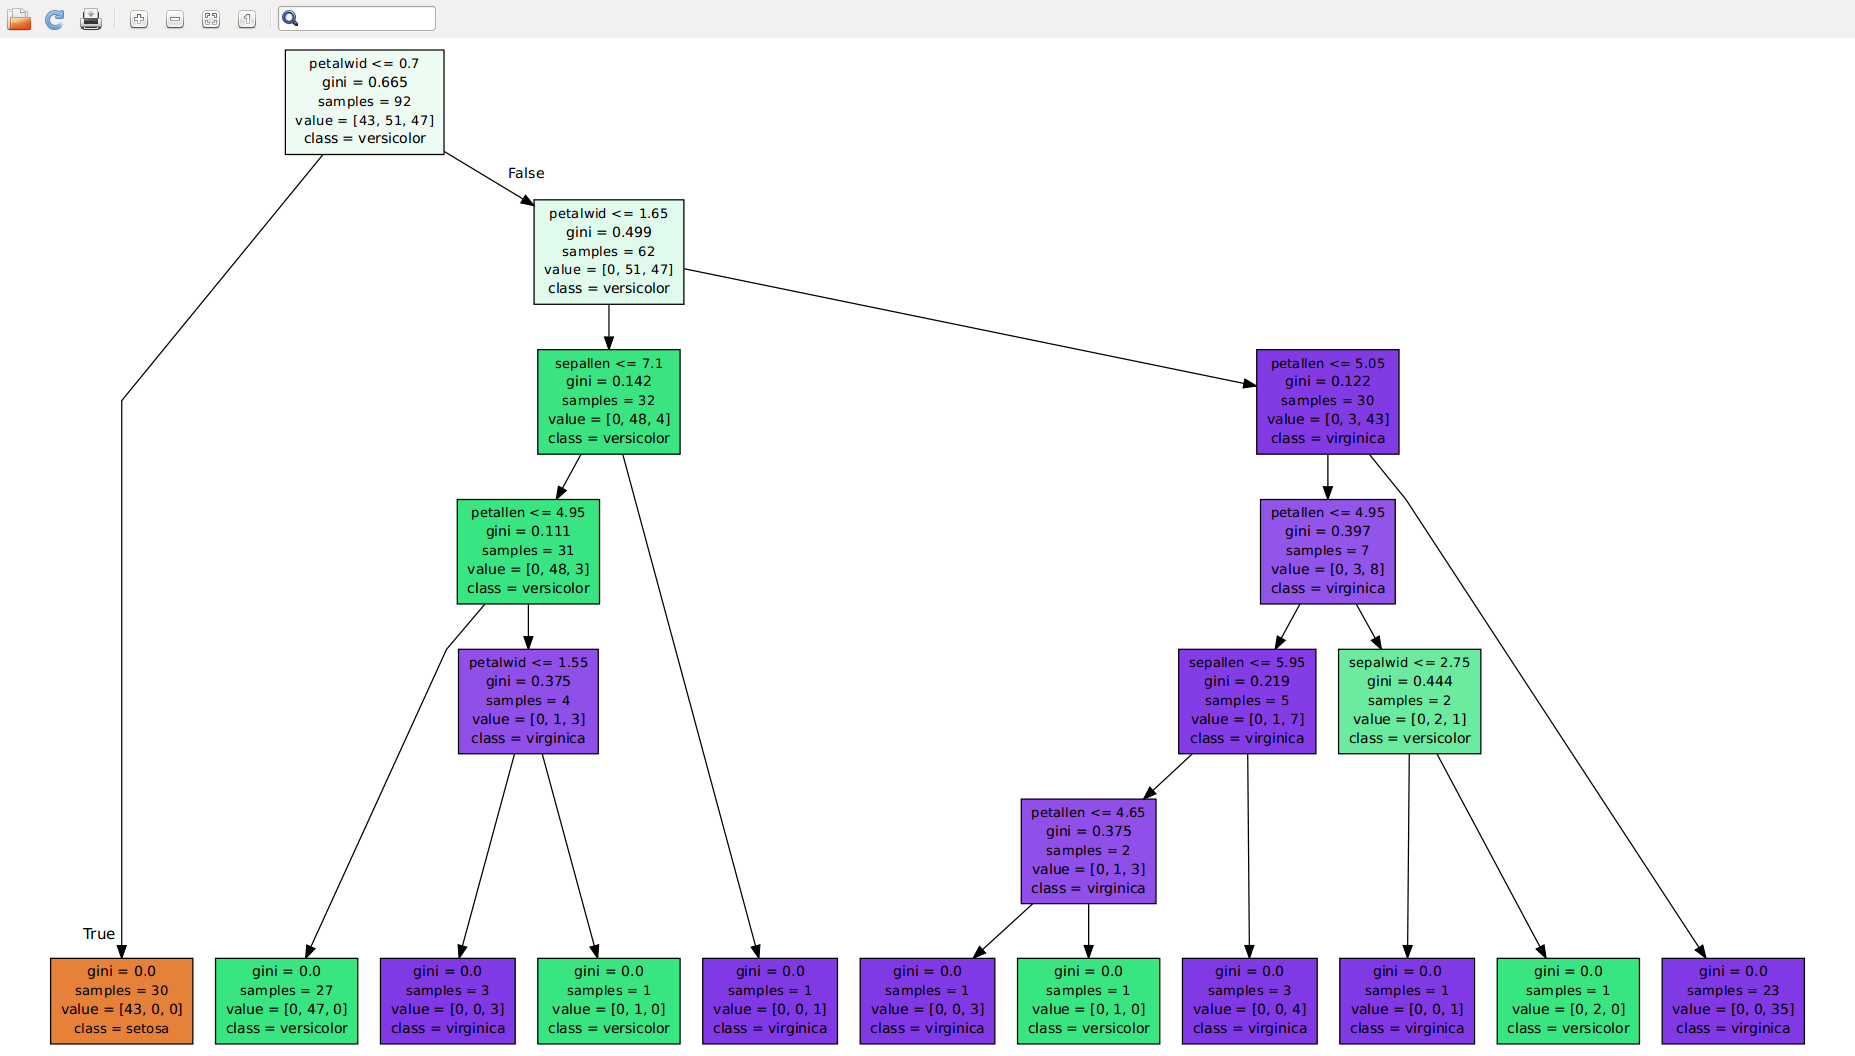 1
petalwid <= 0.7
gini = 0.665
samples = 92
value = [43, 51, 47]
class = versicolor
False
petalwid <= 1.65
gini = 0.499
samples = 62
value = [0, 51, 47]
class = versicolor
sepallen <= 7.1
gini = 0.142
samples = 32
value = [0, 48, 4]
class = versicolor
petallen <= 5.05
gini = 0.122
samples = 30
value = [0, 3, 43]
class = virginica
petallen <= 4.95
gini = 0.111
samples = 31
value = [0, 48, 3]
class = versicolor
petallen <= 4.95
gini = 0.397
samples = 7
value = [0, 3, 8]
class = virginica
petalwid <= 1.55
gini = 0.375
samples = 4
value = [0, 1, 3]
class = virginica
sepallen <= 5.95
gini = 0.219
samples = 5
value = [0, 1, 7]
class = virginica
sepalwid <= 2.75
gini = 0.444
samples = 2
value = [0, 2, 1]
class = versicolor
petallen <= 4.65
gini = 0.375
samples = 2
value = [0, 1, 3]
class = virginica
True
gini = 0.0
samples = 30
value = [43, 0, 0]
class = setosa
gini = 0.0
samples = 27
value = [0, 47, 0]
class = versicolor
gini = 0.0
samples = 3
value = [0, 0, 3]
class = virginica
gini = 0.0
samples = 1
value = [0, 1, 0]
class = versicolor
gini = 0.0
samples = 1
value = [0, 0, 1]
class = virginica
gini = 0.0
samples = 1
value = [0, 0, 3]
class = virginica
gini = 0.0
samples = 1
value = [0, 1, 0]
class = versicolor
gini = 0.0
samples = 3
value = [0, 0, 4]
class = virginica
gini = 0.0
samples = 1
value = [0, 0, 1]
class = virginica
gini = 0.0
samples = 1
value = [0, 2, 0]
class = versicolor
gini = 0.0
samples = 23
value = [0, 0, 35]
class = virginica